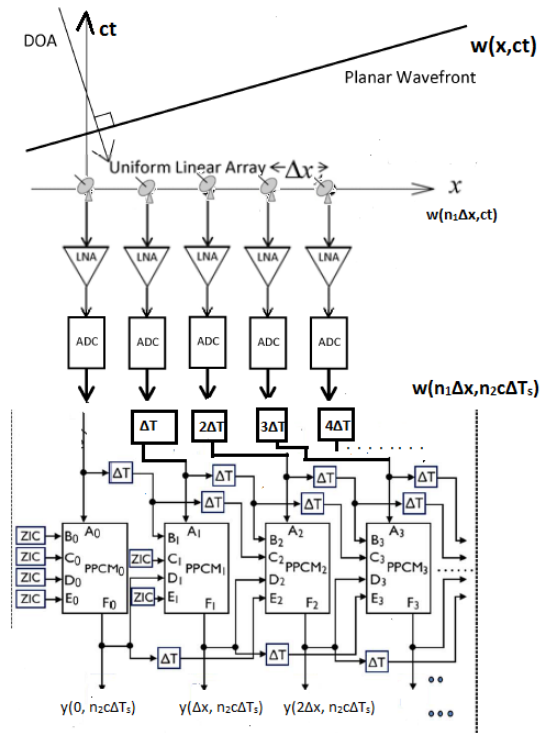 ct
DOA
w(x,ct)
Planar Wavefront
Uniform Linear Array Δx
x
w(n₁Δx,ct)
LNA LNA LNA LNA LNA
ADC ADC ADC ADC ADC
w(n₁Δx,n₂cΔTₛ)
ΔT 2ΔT 3ΔT 4ΔT
ΔT ΔT ΔT ΔT
ΔT ΔT ΔT
A₀ A₁ A₂ A₃
ZIC B₀ B₁ B₂ B₃
ZIC C₀ ZIC C₁ C₂ C₃
PPCM₀ PPCM₁ PPCM₂ PPCM₃
ZIC D₀ D₁ D₂ D₃
ZIC E₀ ZIC E₁ E₂ E₃
F₀ F₁ F₂ F₃
ΔT ΔT ΔT
y(0, n₂cΔTₛ) y(Δx, n₂cΔTₛ) y(2Δx, n₂cΔTₛ)